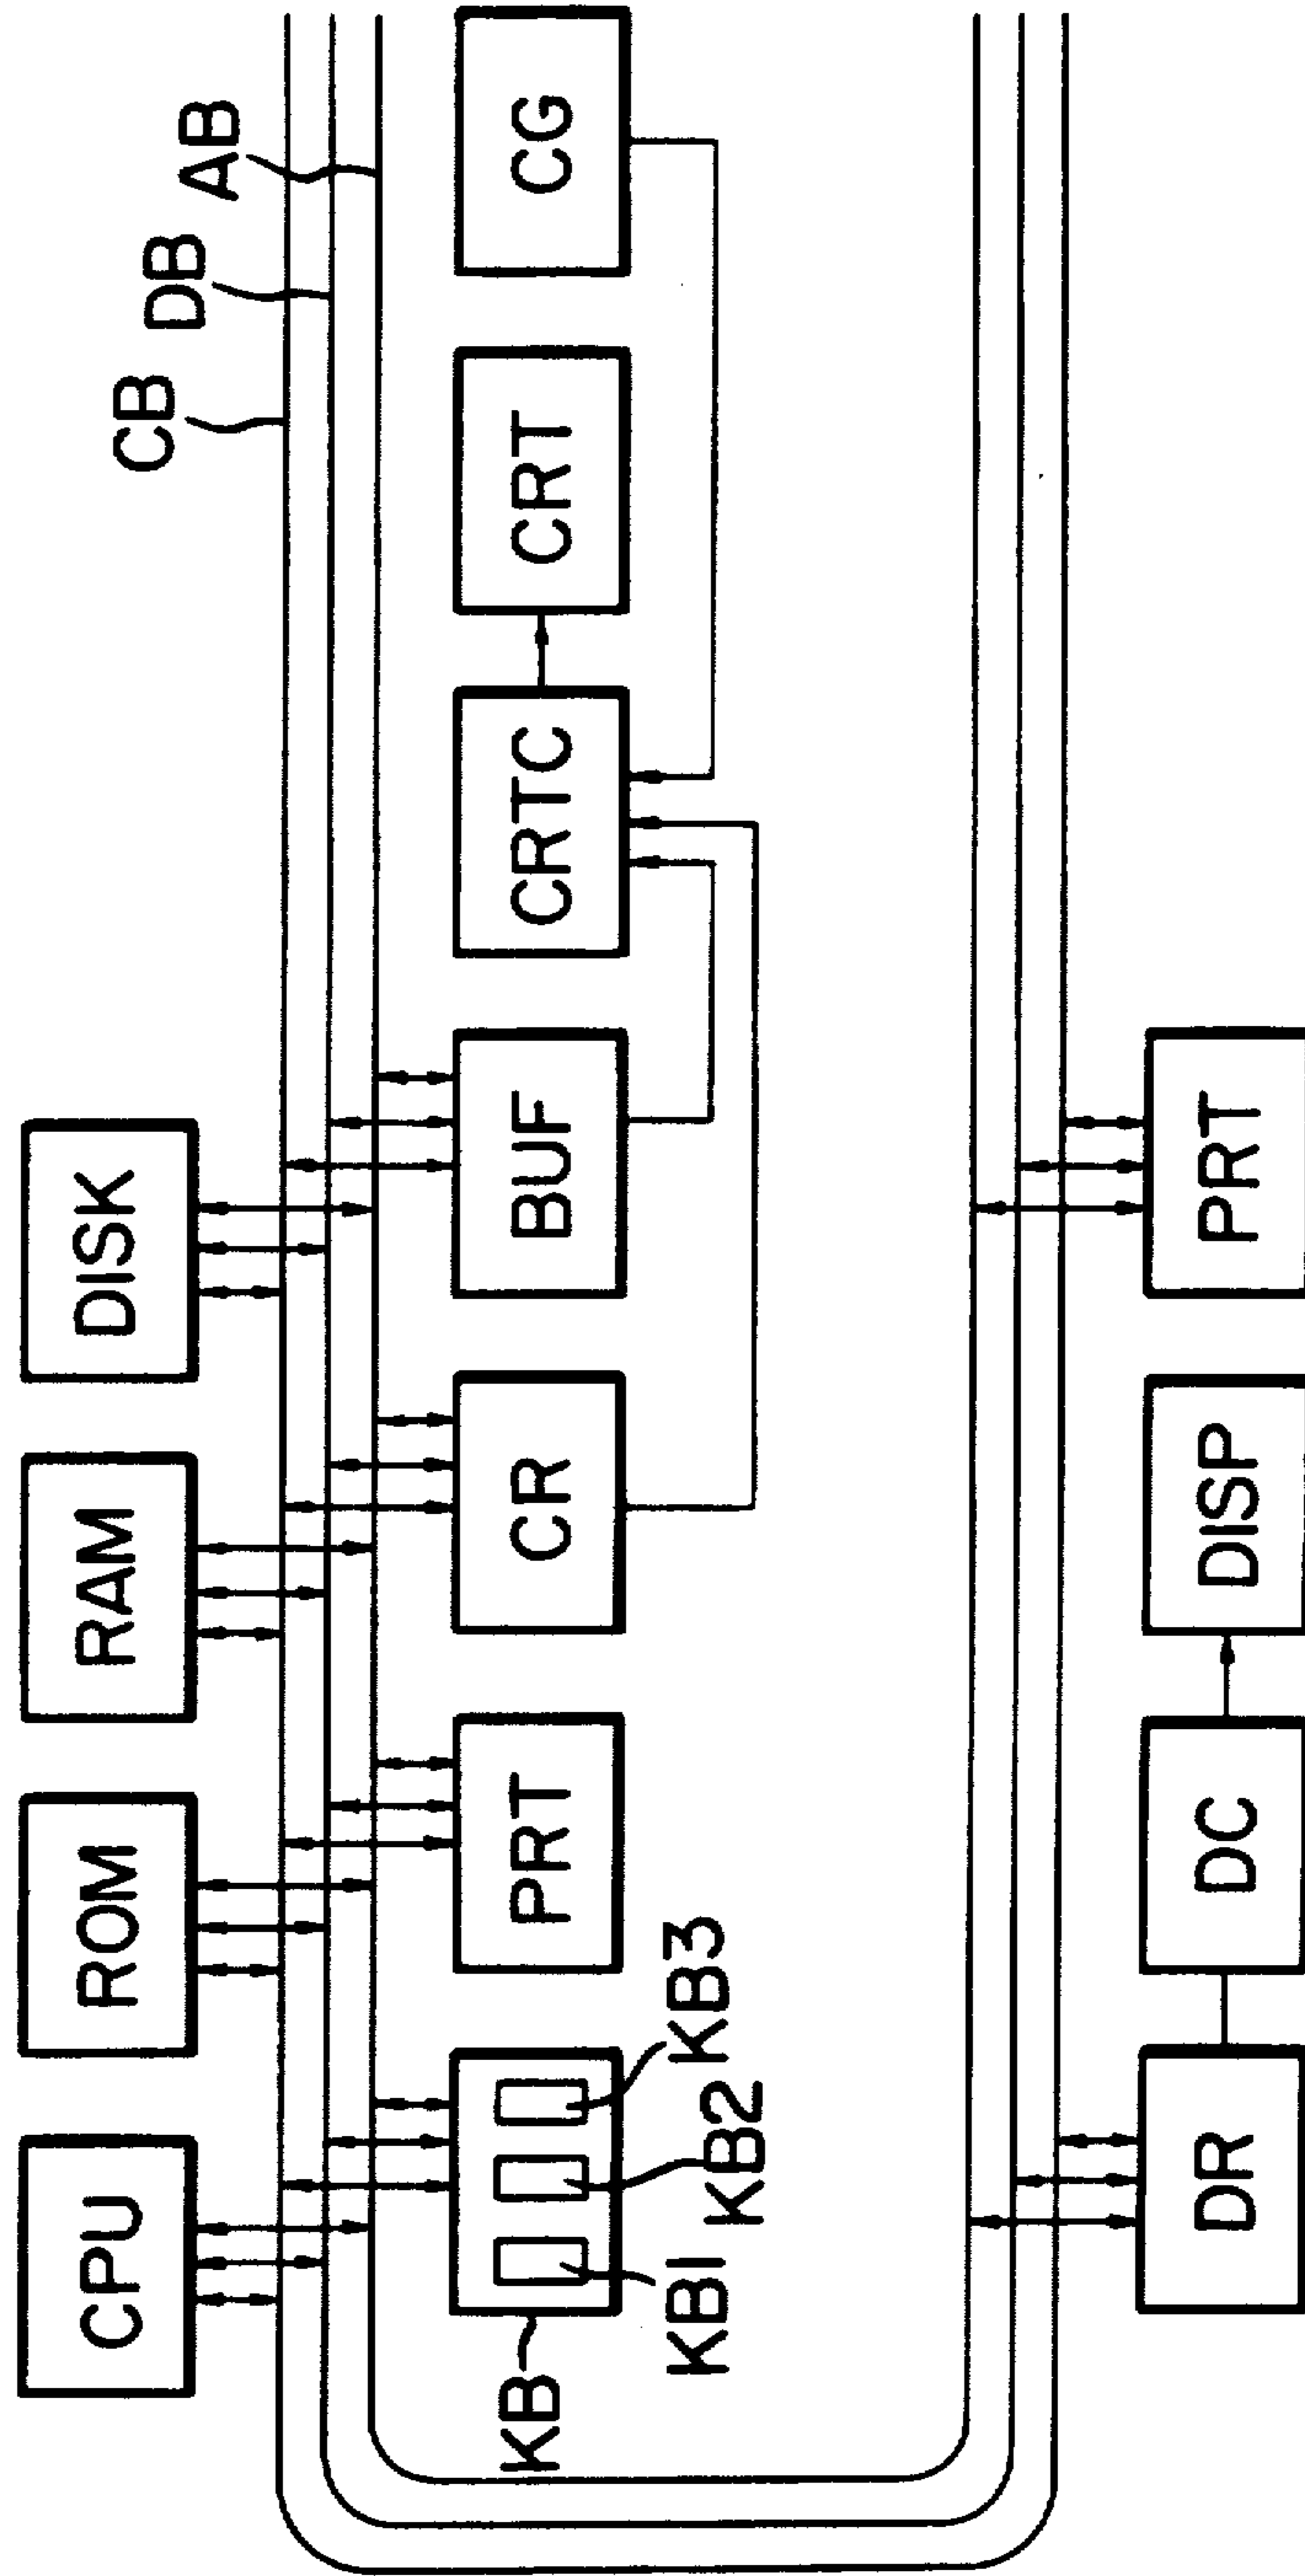 CPU
ROM
RAM
DISK
CB
DB
AB
KB
KB1
KB2
KB3
PRT
CR
BUF
CRTC
CRT
CG
DR
DC
DISP
PRT